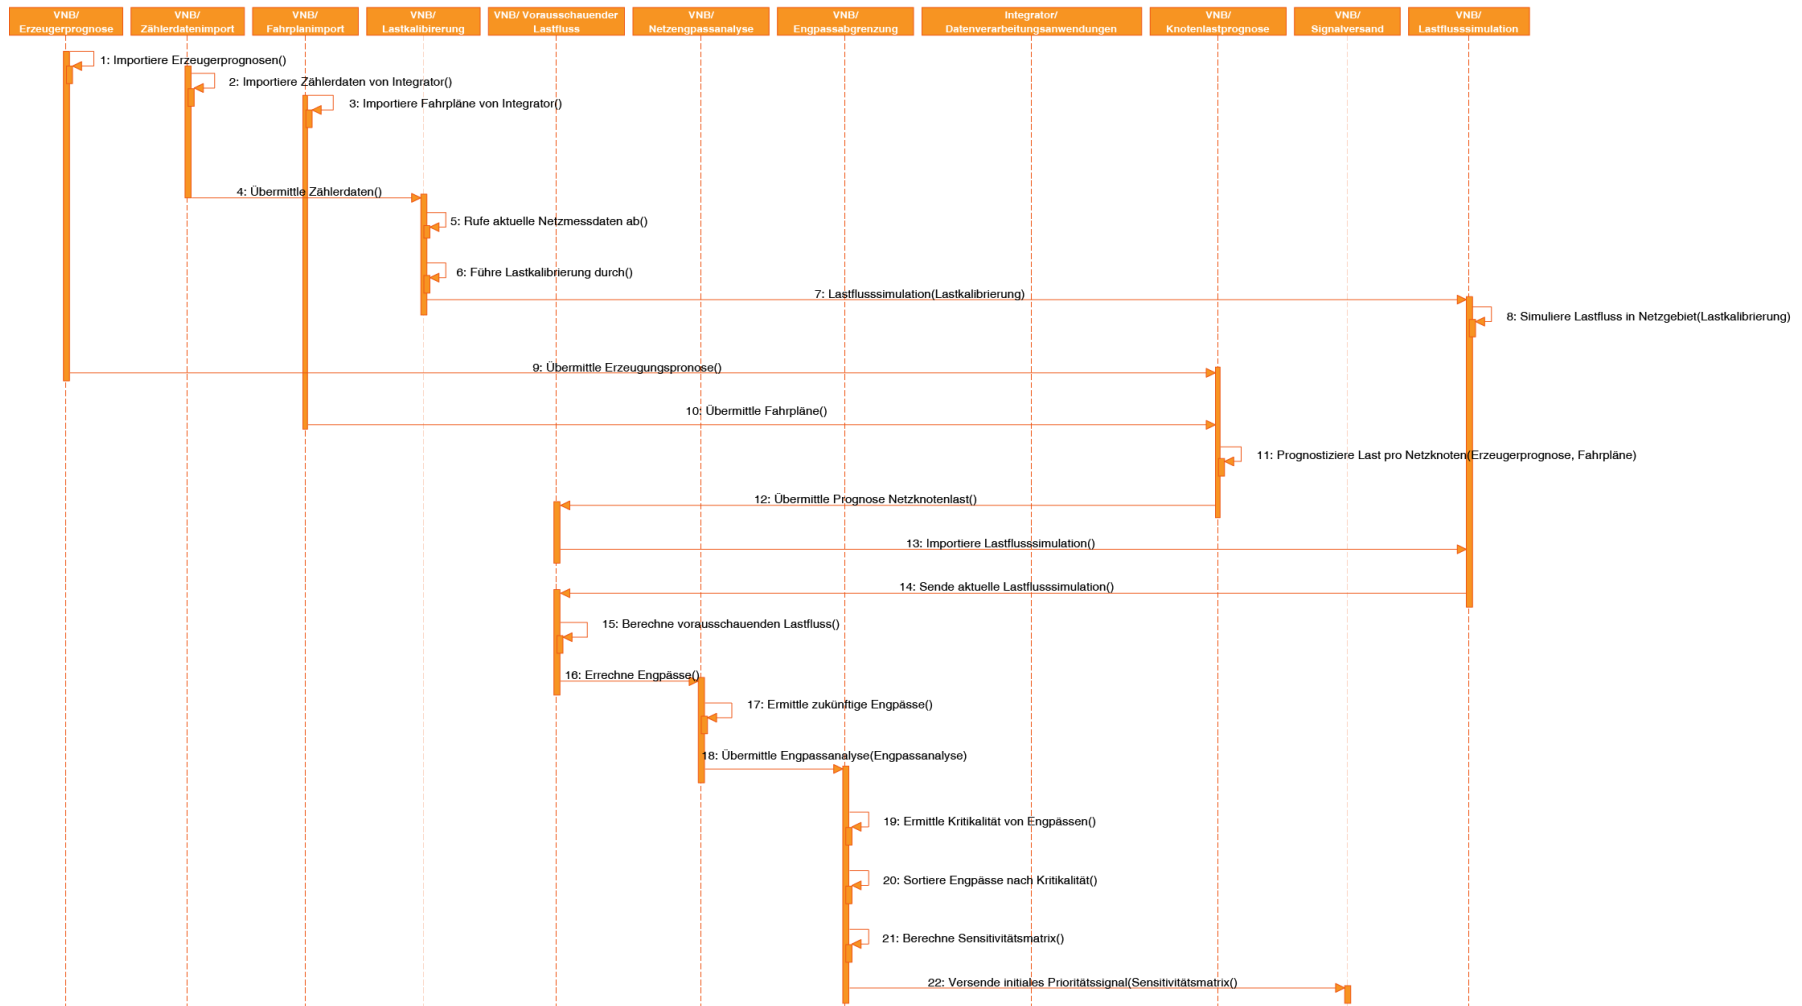 VNB/
Erzeugerprognose
VNB/
Zählerdatenimport
VNB/
Fahrplanimport
VNB/
Lastkalibirerung
VNB/ Vorausschauender
Lastfluss
VNB/
Netzengpassanalyse
VNB/
Engpassabgrenzung
Integrator/
Datenverarbeitungsanwendungen
VNB/
Knotenlastprognose
VNB/
Signalversand
VNB/
Lastflusssimulation
1: Importiere Erzeugerprognosen()
2: Importiere Zählerdaten von Integrator()
3: Importiere Fahrpläne von Integrator()
4: Übermittle Zählerdaten()
5: Rufe aktuelle Netzmessdaten ab()
6: Führe Lastkalibrierung durch()
7: Lastflusssimulation(Lastkalibrierung)
8: Simuliere Lastfluss in Netzgebiet(Lastkalibrierung)
9: Übermittle Erzeugungspronose()
10: Übermittle Fahrpläne()
11: Prognostiziere Last pro Netzknoten(Erzeugerprognose, Fahrpläne)
12: Übermittle Prognose Netzknotenlast()
13: Importiere Lastflusssimulation()
14: Sende aktuelle Lastflusssimulation()
15: Berechne vorausschauenden Lastfluss()
16: Errechne Engpässe()
17: Ermittle zukünftige Engpässe()
18: Übermittle Engpassanalyse(Engpassanalyse)
19: Ermittle Kritikalität von Engpässen()
20: Sortiere Engpässe nach Kritikalität()
21: Berechne Sensitivitätsmatrix()
22: Versende initiales Prioritätssignal(Sensitivitätsmatrix()